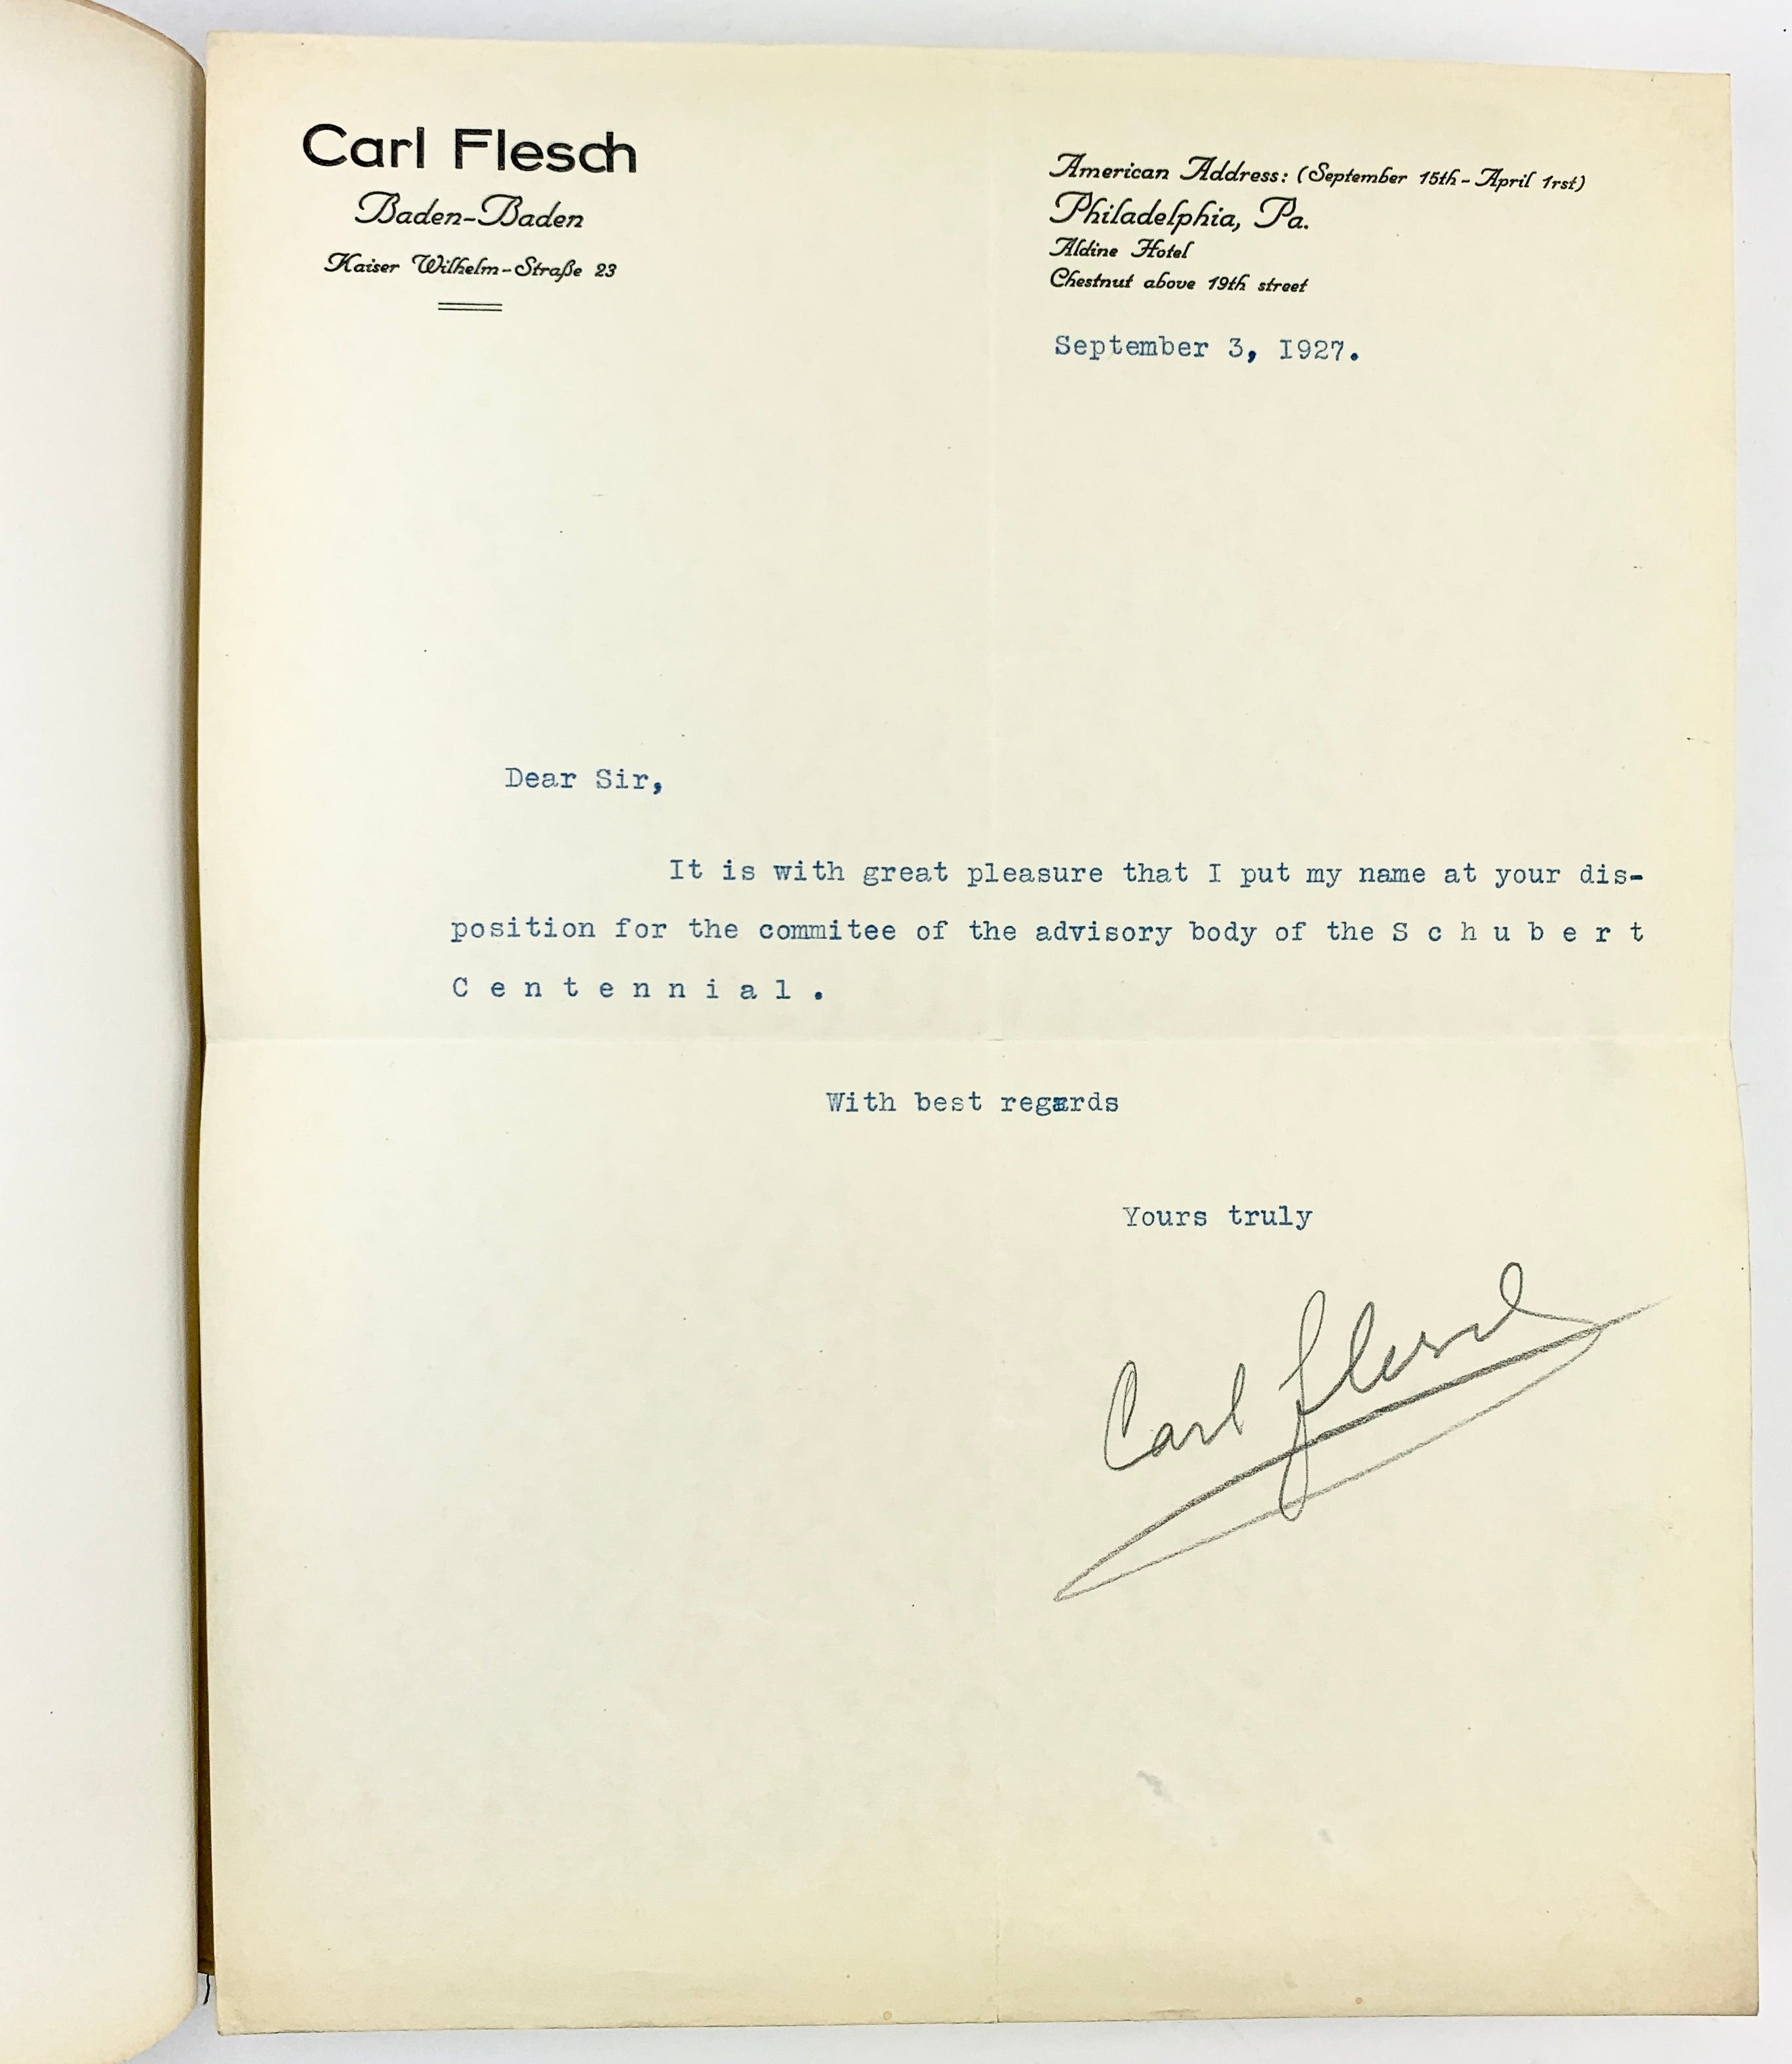 Carl Flesch
Baden-Baden
Kaiser Wilhelm-Straße 23
American Address: (September 15th - April 1rst)
Philadelphia, Pa.
Aldine Hotel
Chestnut above 19th street
September 3, I927.
Dear Sir,
It is with great pleasure that I put my name at your dis-
position for the commitee of the advisory body of the S c h u b e r t
C e n t e n n i a l .
With best regards
Yours truly
Carl Flesch